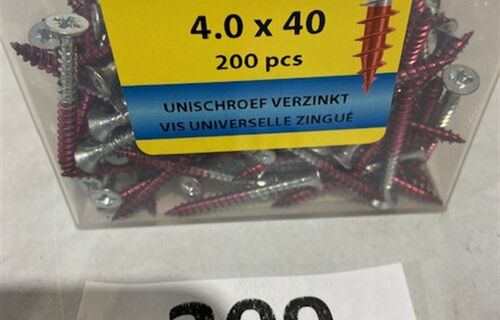 4.0 x 40
200 pcs
UNISCHROEF VERZINKT
VIS UNIVERSELLE ZINGUÉ